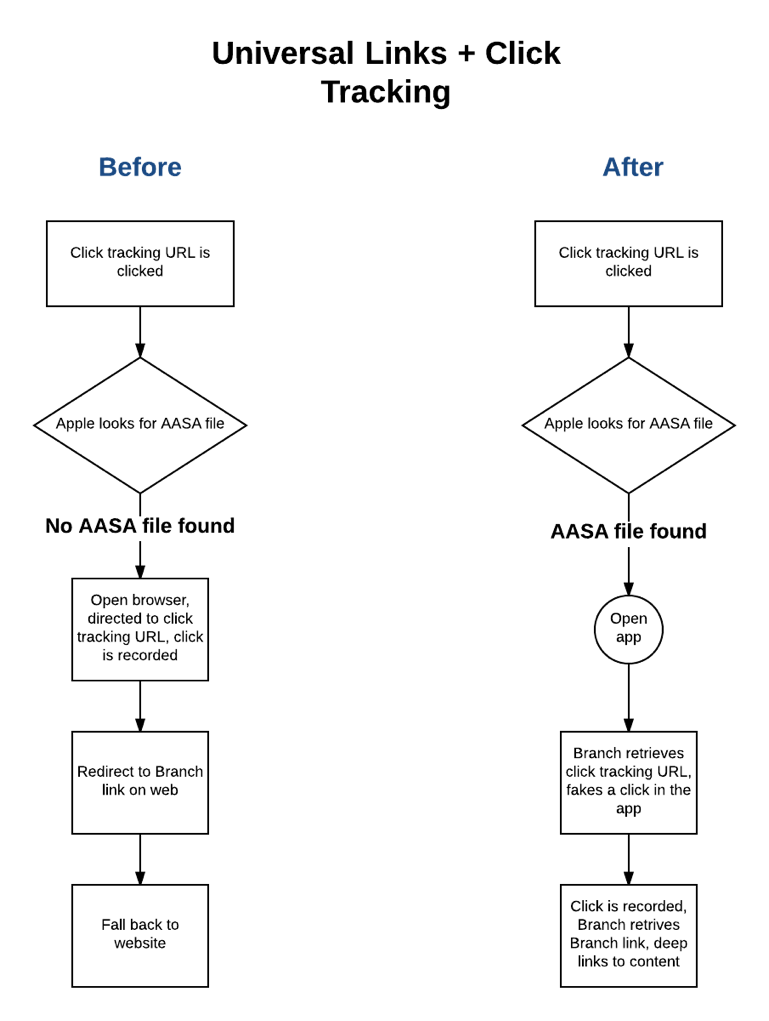 Universal Links + Click
Tracking
Before
Click tracking URL is
clicked
Apple looks for AASA file
No AASA file found
Open browser,
directed to click
tracking URL, click
is recorded
Redirect to Branch
link on web
Fall back to
website
After
Click tracking URL is
clicked
Apple looks for AASA file
AASA file found
Open
app
Branch retrieves
click tracking URL,
fakes a click in the
app
Click is recorded,
Branch retrives
Branch link, deep
links to content